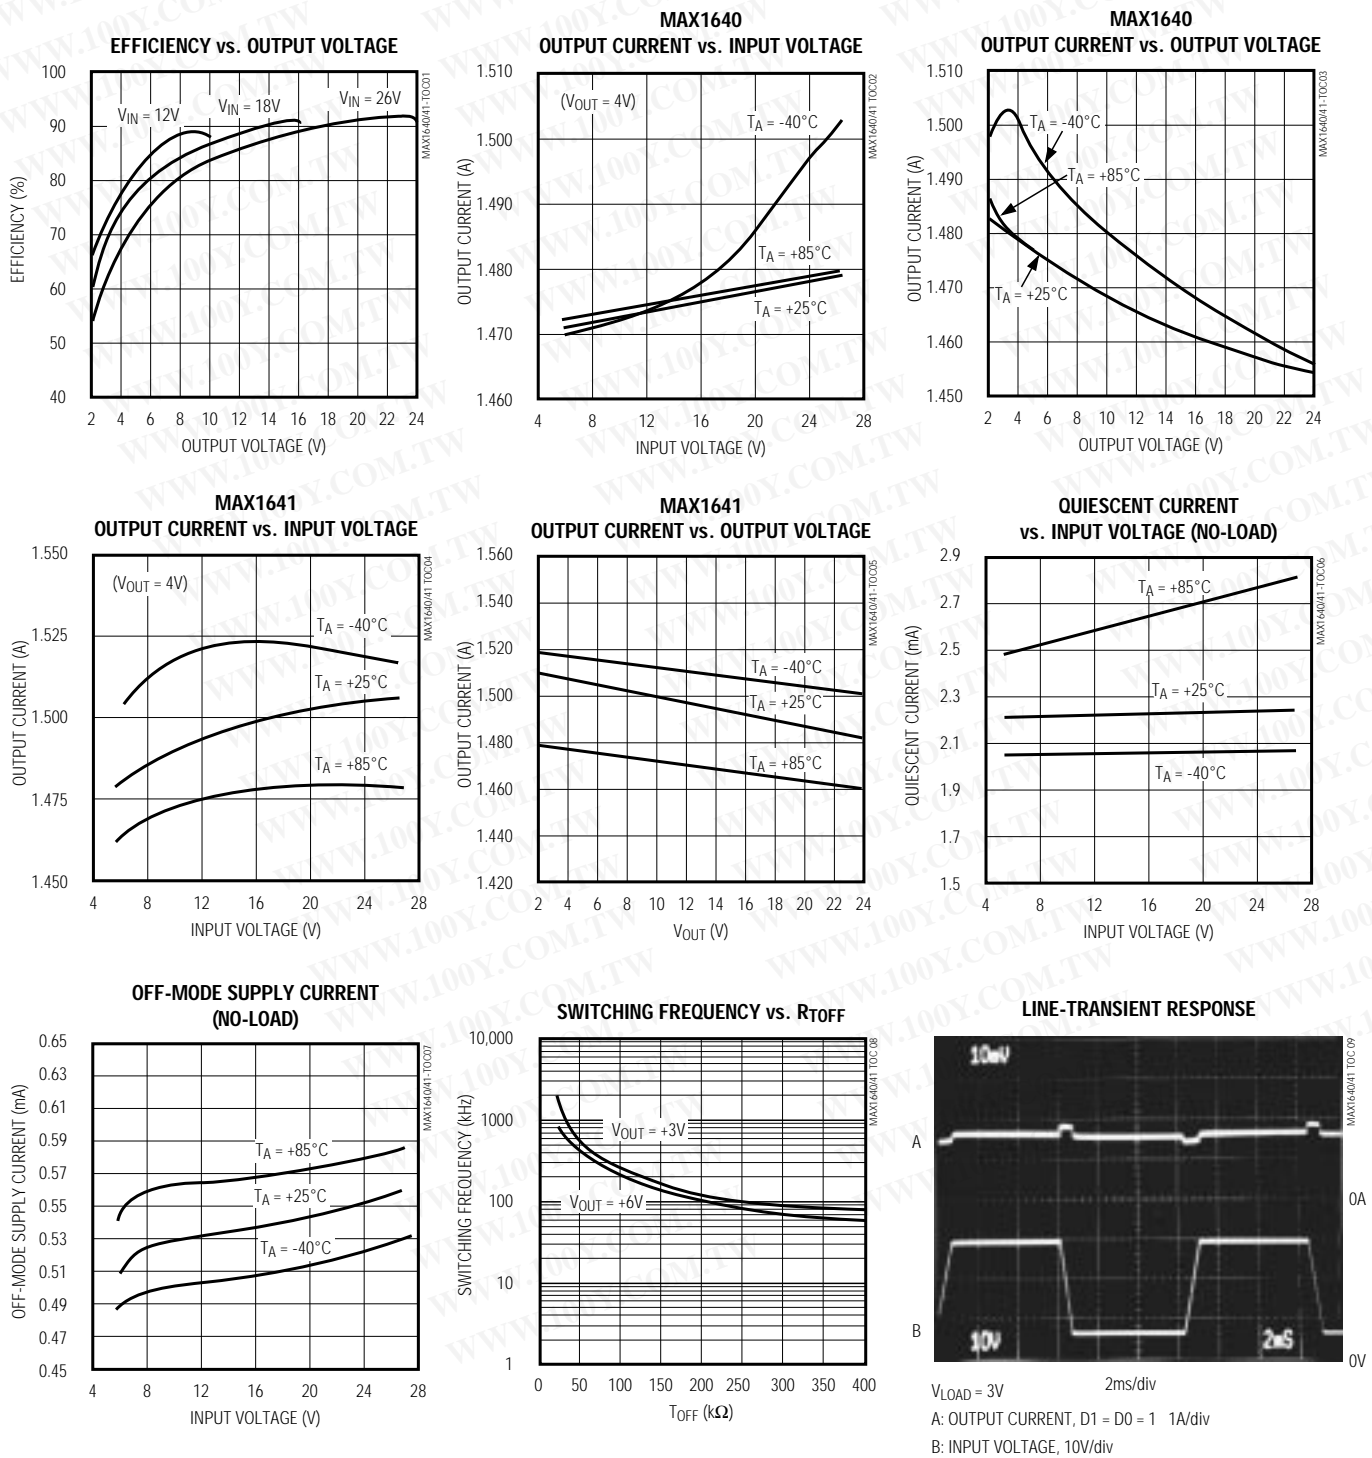 EFFICIENCY vs. OUTPUT VOLTAGE
100
90
80
70
60
50
40
EFFICIENCY (%)
VIN = 12V
VIN = 18V
VIN = 26V
2 4 6 8 10 12 14 16 18 20 22 24
OUTPUT VOLTAGE (V)
MAX1640/41-TOC01
MAX1640
OUTPUT CURRENT vs. INPUT VOLTAGE
1.510
1.500
1.490
1.480
1.470
1.460
OUTPUT CURRENT (A)
(VOUT = 4V)
TA = -40°C
TA = +85°C
TA = +25°C
4 8 12 16 20 24 28
INPUT VOLTAGE (V)
MAX1640/41 TOC02
MAX1640
OUTPUT CURRENT vs. OUTPUT VOLTAGE
1.510
1.500
1.490
1.480
1.470
1.460
1.450
OUTPUT CURRENT (A)
TA = -40°C
TA = +85°C
TA = +25°C
2 4 6 8 10 12 14 16 18 20 22 24
OUTPUT VOLTAGE (V)
MAX1640/41-TOC03
MAX1641
OUTPUT CURRENT vs. INPUT VOLTAGE
1.550
1.525
1.500
1.475
1.450
OUTPUT CURRENT (A)
(VOUT = 4V)
TA = -40°C
TA = +25°C
TA = +85°C
4 8 12 16 20 24 28
INPUT VOLTAGE (V)
MAX1640/41 TOC04
MAX1641
OUTPUT CURRENT vs. OUTPUT VOLTAGE
1.560
1.540
1.520
1.500
1.480
1.460
1.440
1.420
OUTPUT CURRENT (A)
TA = -40°C
TA = +25°C
TA = +85°C
2 4 6 8 10 12 14 16 18 20 22 24
VOUT (V)
MAX1640/41-TOC05
QUIESCENT CURRENT
vs. INPUT VOLTAGE (NO-LOAD)
2.9
2.7
2.5
2.3
2.1
1.9
1.7
1.5
QUIESCENT CURRENT (mA)
TA = +85°C
TA = +25°C
TA = -40°C
4 8 12 16 20 24 28
INPUT VOLTAGE (V)
MAX1640/41-TOC06
OFF-MODE SUPPLY CURRENT
(NO-LOAD)
0.65
0.63
0.61
0.59
0.57
0.55
0.53
0.51
0.49
0.47
0.45
OFF-MODE SUPPLY CURRENT (mA)
TA = +85°C
TA = +25°C
TA = -40°C
4 8 12 16 20 24 28
INPUT VOLTAGE (V)
MAX1640/41-TOC07
SWITCHING FREQUENCY vs. RTOFF
10,000
1000
100
10
1
SWITCHING FREQUENCY (kHz)
VOUT = +3V
VOUT = +6V
0 50 100 150 200 250 300 350 400
TOFF (kΩ)
MAX1640/41 TOC 08
LINE-TRANSIENT RESPONSE
10mV
A
0A
B
10V
2mS
0V
MAX1640/41 TOC 09
VLOAD = 3V
2ms/div
A: OUTPUT CURRENT, D1 = D0 = 1 1A/div
B: INPUT VOLTAGE, 10V/div
WWW.100Y.COM.TW